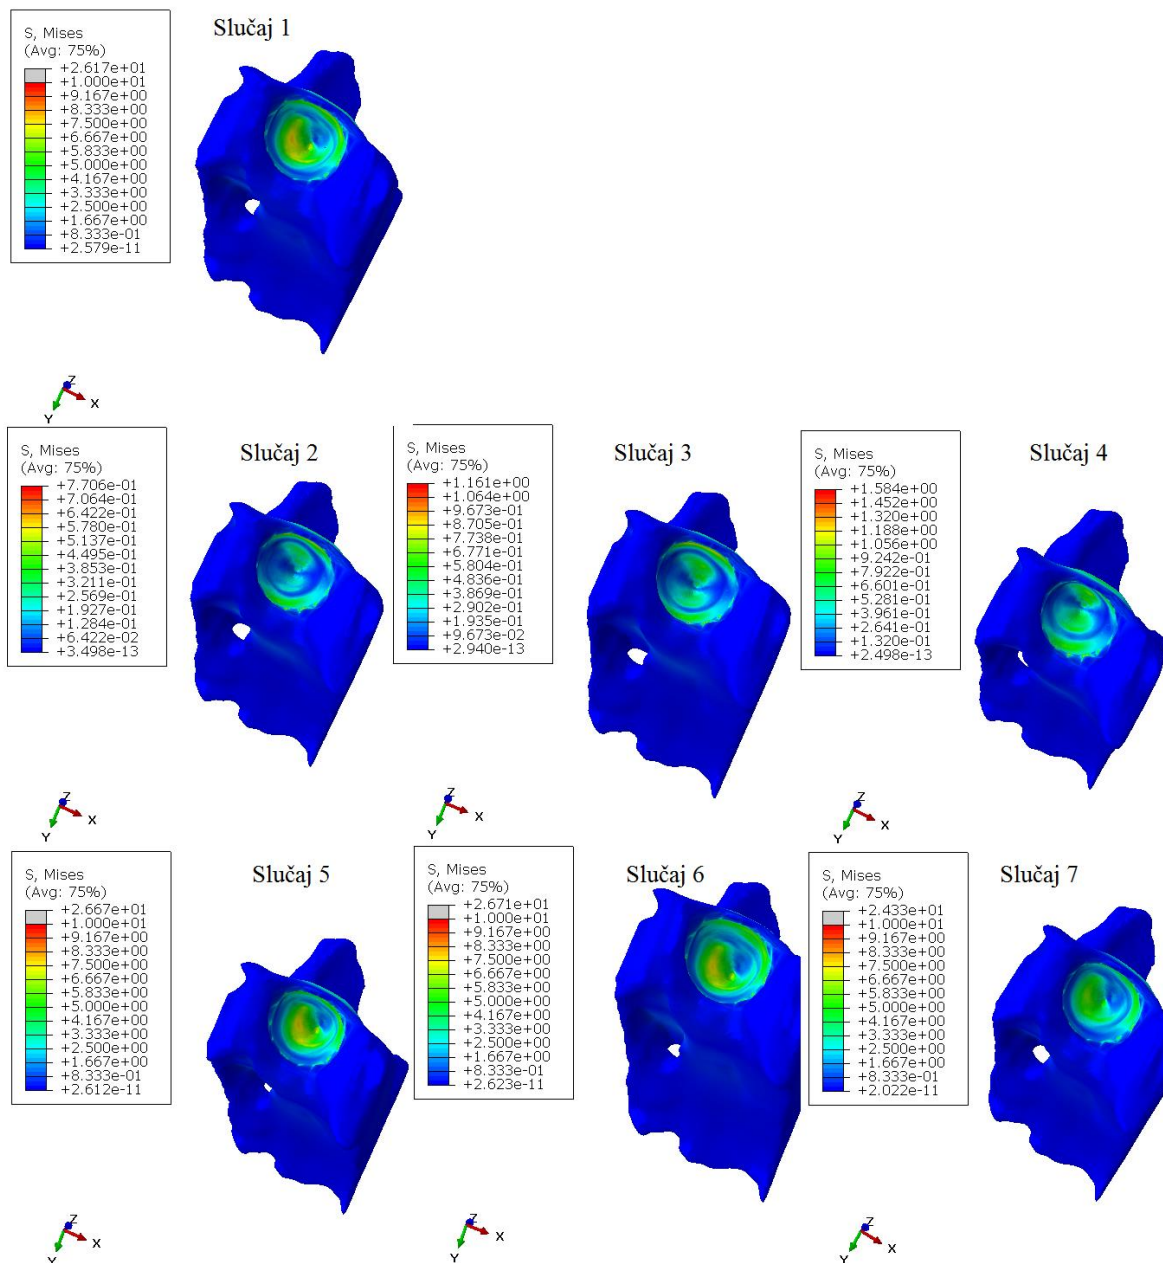 Slučaj 1
S, Mises
(Avg: 75%)
+2.617e+01
+1.000e+01
+9.167e+00
+8.333e+00
+7.500e+00
+6.667e+00
+5.833e+00
+5.000e+00
+4.167e+00
+3.333e+00
+2.500e+00
+1.667e+00
+8.333e-01
+2.579e-11
Z
X
Y
Slučaj 2
S, Mises
(Avg: 75%)
+7.706e-01
+7.064e-01
+6.422e-01
+5.780e-01
+5.137e-01
+4.495e-01
+3.853e-01
+3.211e-01
+2.569e-01
+1.927e-01
+1.284e-01
+6.422e-02
+3.498e-13
Z
X
Y
Slučaj 3
S, Mises
(Avg: 75%)
+1.161e+00
+1.064e+00
+9.673e-01
+8.705e-01
+7.738e-01
+6.771e-01
+5.804e-01
+4.836e-01
+3.869e-01
+2.902e-01
+1.935e-01
+9.673e-02
+2.940e-13
Z
X
Y
Slučaj 4
S, Mises
(Avg: 75%)
+1.584e+00
+1.452e+00
+1.320e+00
+1.188e+00
+1.056e+00
+9.242e-01
+7.922e-01
+6.601e-01
+5.281e-01
+3.961e-01
+2.641e-01
+1.320e-01
+2.498e-13
Z
X
Y
Slučaj 5
S, Mises
(Avg: 75%)
+2.667e+01
+1.000e+01
+9.167e+00
+8.333e+00
+7.500e+00
+6.667e+00
+5.833e+00
+5.000e+00
+4.167e+00
+3.333e+00
+2.500e+00
+1.667e+00
+8.333e-01
+2.612e-11
Z
X
Y
Slučaj 6
S, Mises
(Avg: 75%)
+2.671e+01
+1.000e+01
+9.167e+00
+8.333e+00
+7.500e+00
+6.667e+00
+5.833e+00
+5.000e+00
+4.167e+00
+3.333e+00
+2.500e+00
+1.667e+00
+8.333e-01
+2.623e-11
Z
X
Y
Slučaj 7
S, Mises
(Avg: 75%)
+2.433e+01
+1.000e+01
+9.167e+00
+8.333e+00
+7.500e+00
+6.667e+00
+5.833e+00
+5.000e+00
+4.167e+00
+3.333e+00
+2.500e+00
+1.667e+00
+8.333e-01
+2.022e-11
Z
X
Y